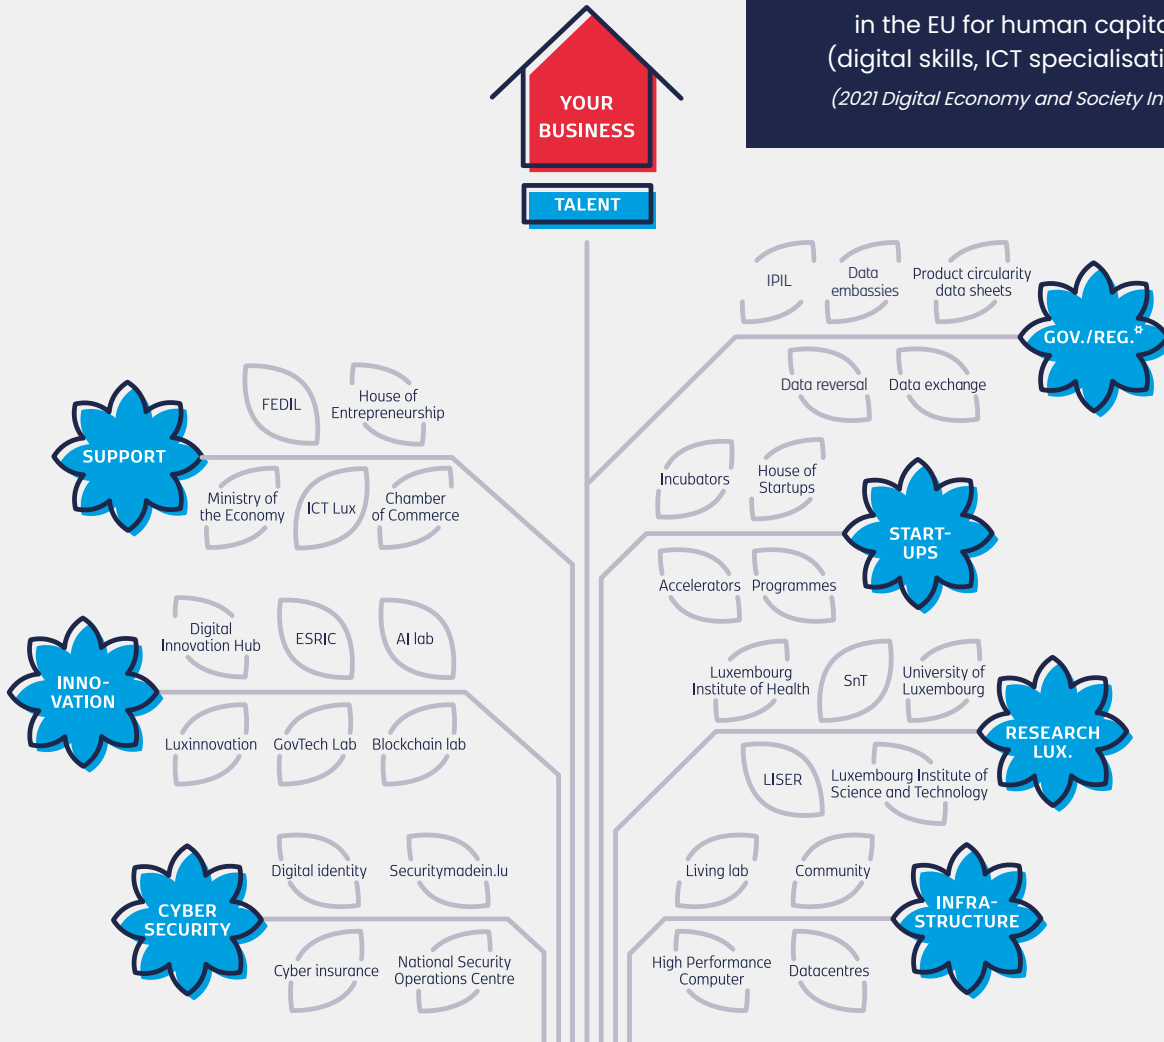 in the EU for human capita
(digital skills, ICT specialisati
(2021 Digital Economy and Society In
YOUR
BUSINESS
TALENT
IPIL
Data
embassies
Product circularity
data sheets
GOV./REG.*
Data reversal
Data exchange
FEDIL
House of
Entrepreneurship
SUPPORT
Ministry of
the Economy
ICT Lux
Chamber
of Commerce
Incubators
House of
Startups
START-
UPS
Accelerators
Programmes
Digital
Innovation Hub
ESRIC
AI lab
INNO-
VATION
Luxinnovation
GovTech Lab
Blockchain lab
Luxembourg
Institute of Health
SnT
University of
Luxembourg
RESEARCH
LUX.
LISER
Luxembourg Institute of
Science and Technology
Digital identity
Securitymadein.lu
CYBER
SECURITY
Cyber insurance
National Security
Operations Centre
Living lab
Community
INFRA-
STRUCTURE
High Performance
Computer
Datacentres